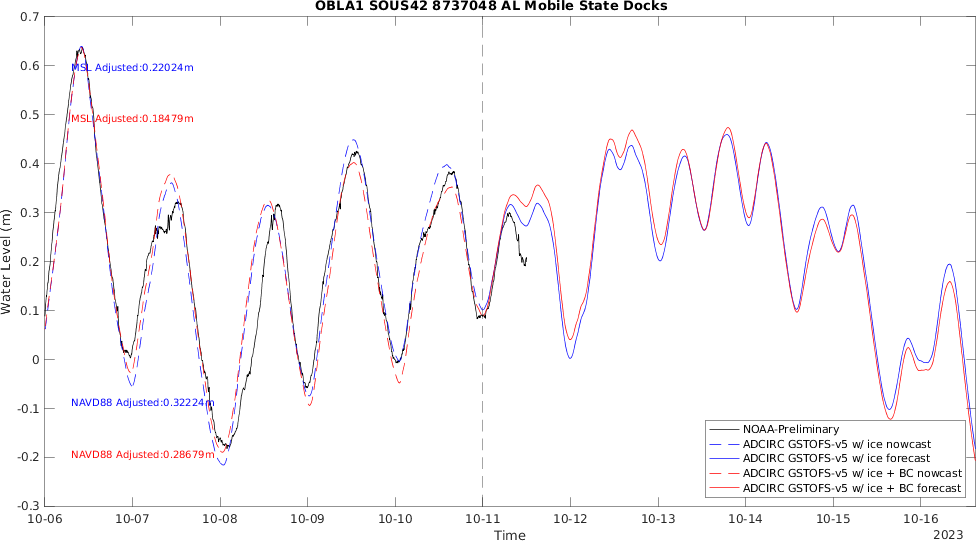 OBLA1 SOUS42 8737048 AL Mobile State Docks
0.7
0.6
0.5
0.4
0.3
0.2
0.1
0
-0.1
-0.2
-0.3
Water Level (m)
MSL Adjusted:0.22024m
MSL Adjusted:0.18479m
NAVD88 Adjusted:0.32224m
NAVD88 Adjusted:0.28679m
NOAA-Preliminary
ADCIRC GSTOFS-v5 w/ ice nowcast
ADCIRC GSTOFS-v5 w/ ice forecast
ADCIRC GSTOFS-v5 w/ ice + BC nowcast
ADCIRC GSTOFS-v5 w/ ice + BC forecast
10-06 10-07 10-08 10-09 10-10 10-11 10-12 10-13 10-14 10-15 10-16
Time
2023